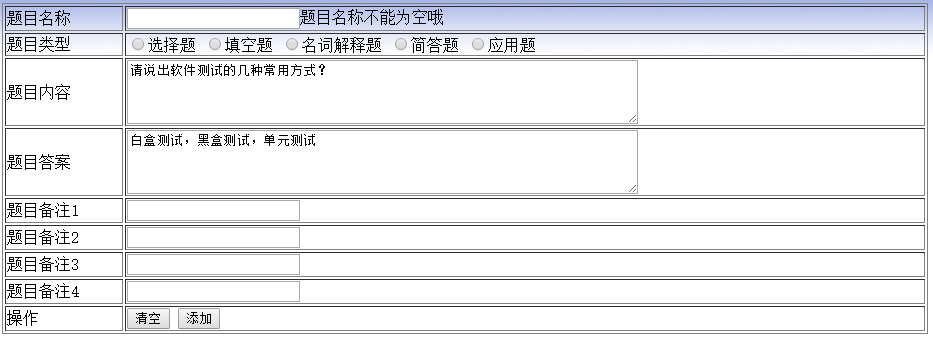 题目名称 题目名称不能为空哦
题目类型 选择题 填空题 名词解释题 简答题 应用题
题目内容 请说出软件测试的几种常用方式？
题目答案 白盒测试，黑盒测试，单元测试
题目备注1
题目备注2
题目备注3
题目备注4
操作 清空 添加